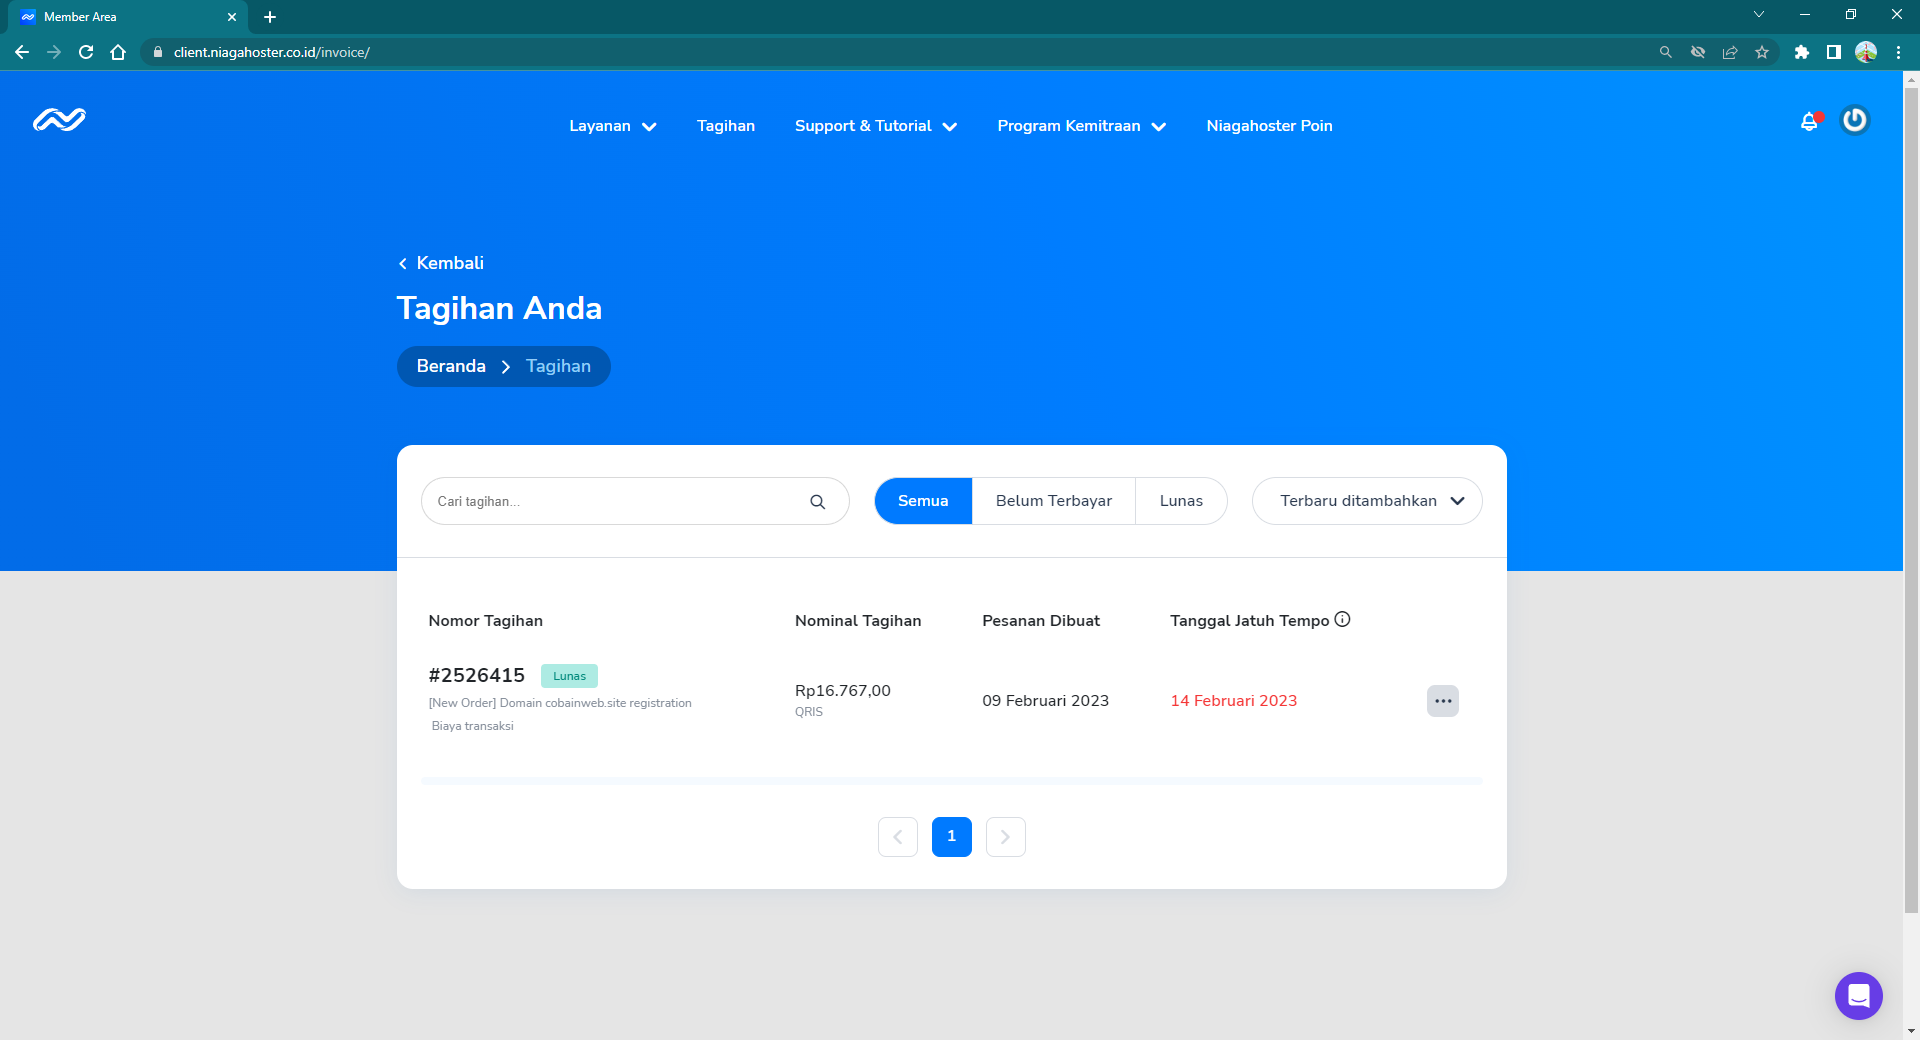 Member Area
client.niagahoster.co.id/invoice/
Layanan
Tagihan
Support & Tutorial
Program Kemitraan
Niagahoster Poin
Kembali
Tagihan Anda
Beranda
Tagihan
Cari tagihan...
Semua
Belum Terbayar
Lunas
Terbaru ditambahkan
Nomor Tagihan
Nominal Tagihan
Pesanan Dibuat
Tanggal Jatuh Tempo
#2526415
Lunas
[New Order] Domain cobainweb.site registration
Biaya transaksi
Rp16.767,00
QRIS
09 Februari 2023
14 Februari 2023
1